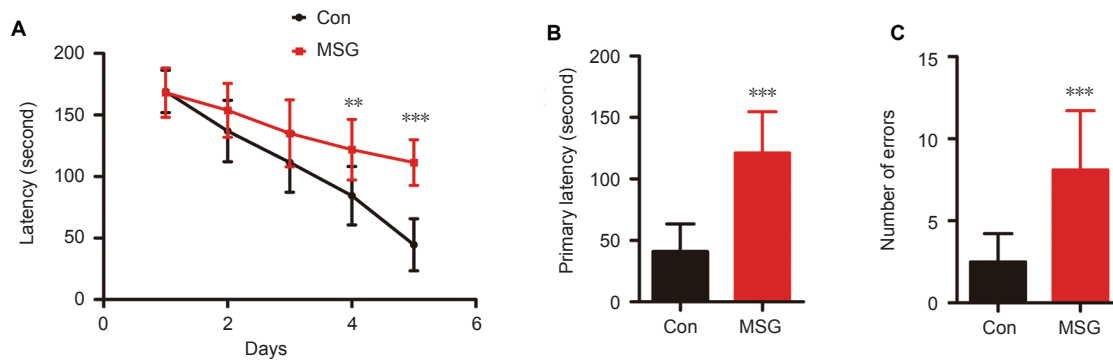 A
Con
MSG
Latency (second)
200
150
100
50
0
**
***
0 2 4 6
Days
B
Primary latency (second)
200
150
100
50
0
***
Con MSG
C
Number of errors
15
10
5
0
***
Con MSG